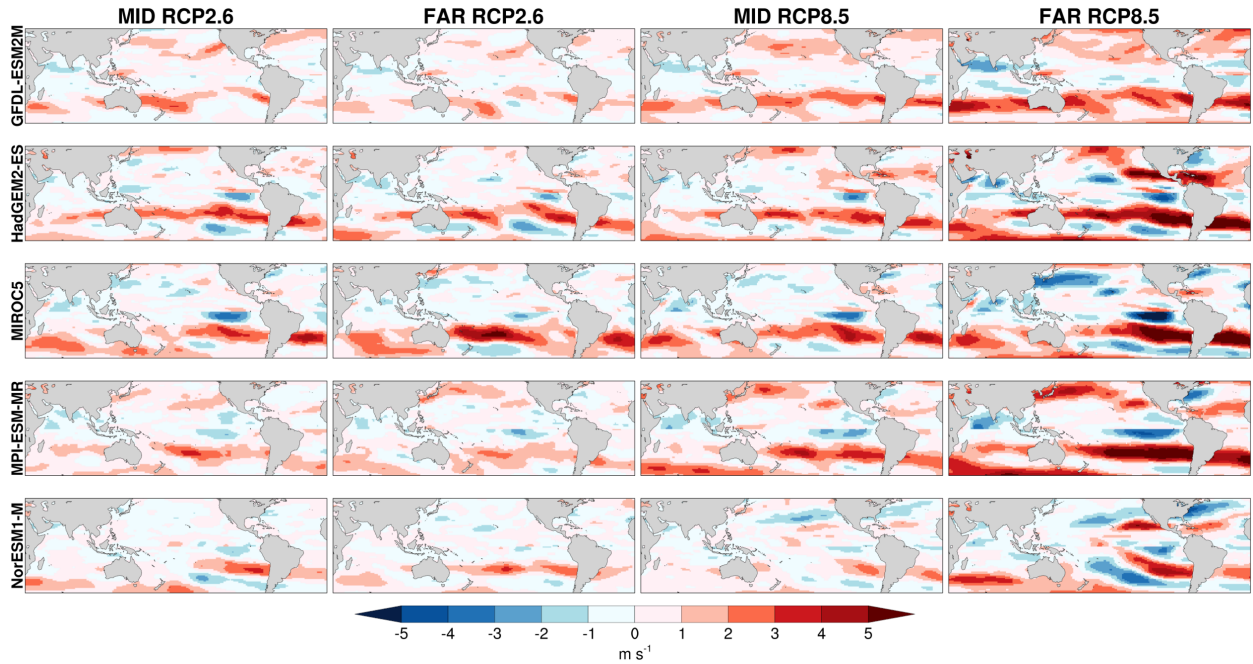 MID RCP2.6 FAR RCP2.6 MID RCP8.5 FAR RCP8.5
GFDL-ESM2M
HadGEM2-ES
MIROC5
MPI-ESM-MR
NorESM1-M
-5 -4 -3 -2 -1 0 1 2 3 4 5
m s⁻¹